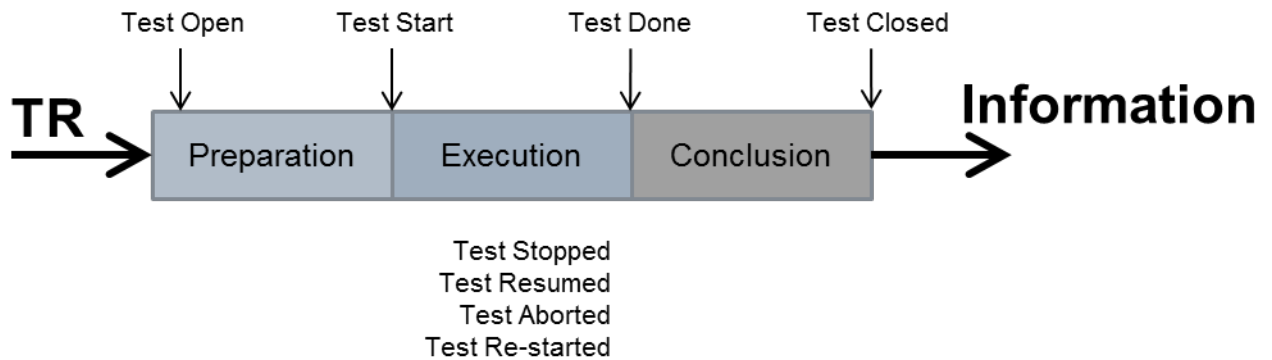 Test Open
Test Start
Test Done
Test Closed
TR
Information
Preparation
Execution
Conclusion
Test Stopped
Test Resumed
Test Aborted
Test Re-started